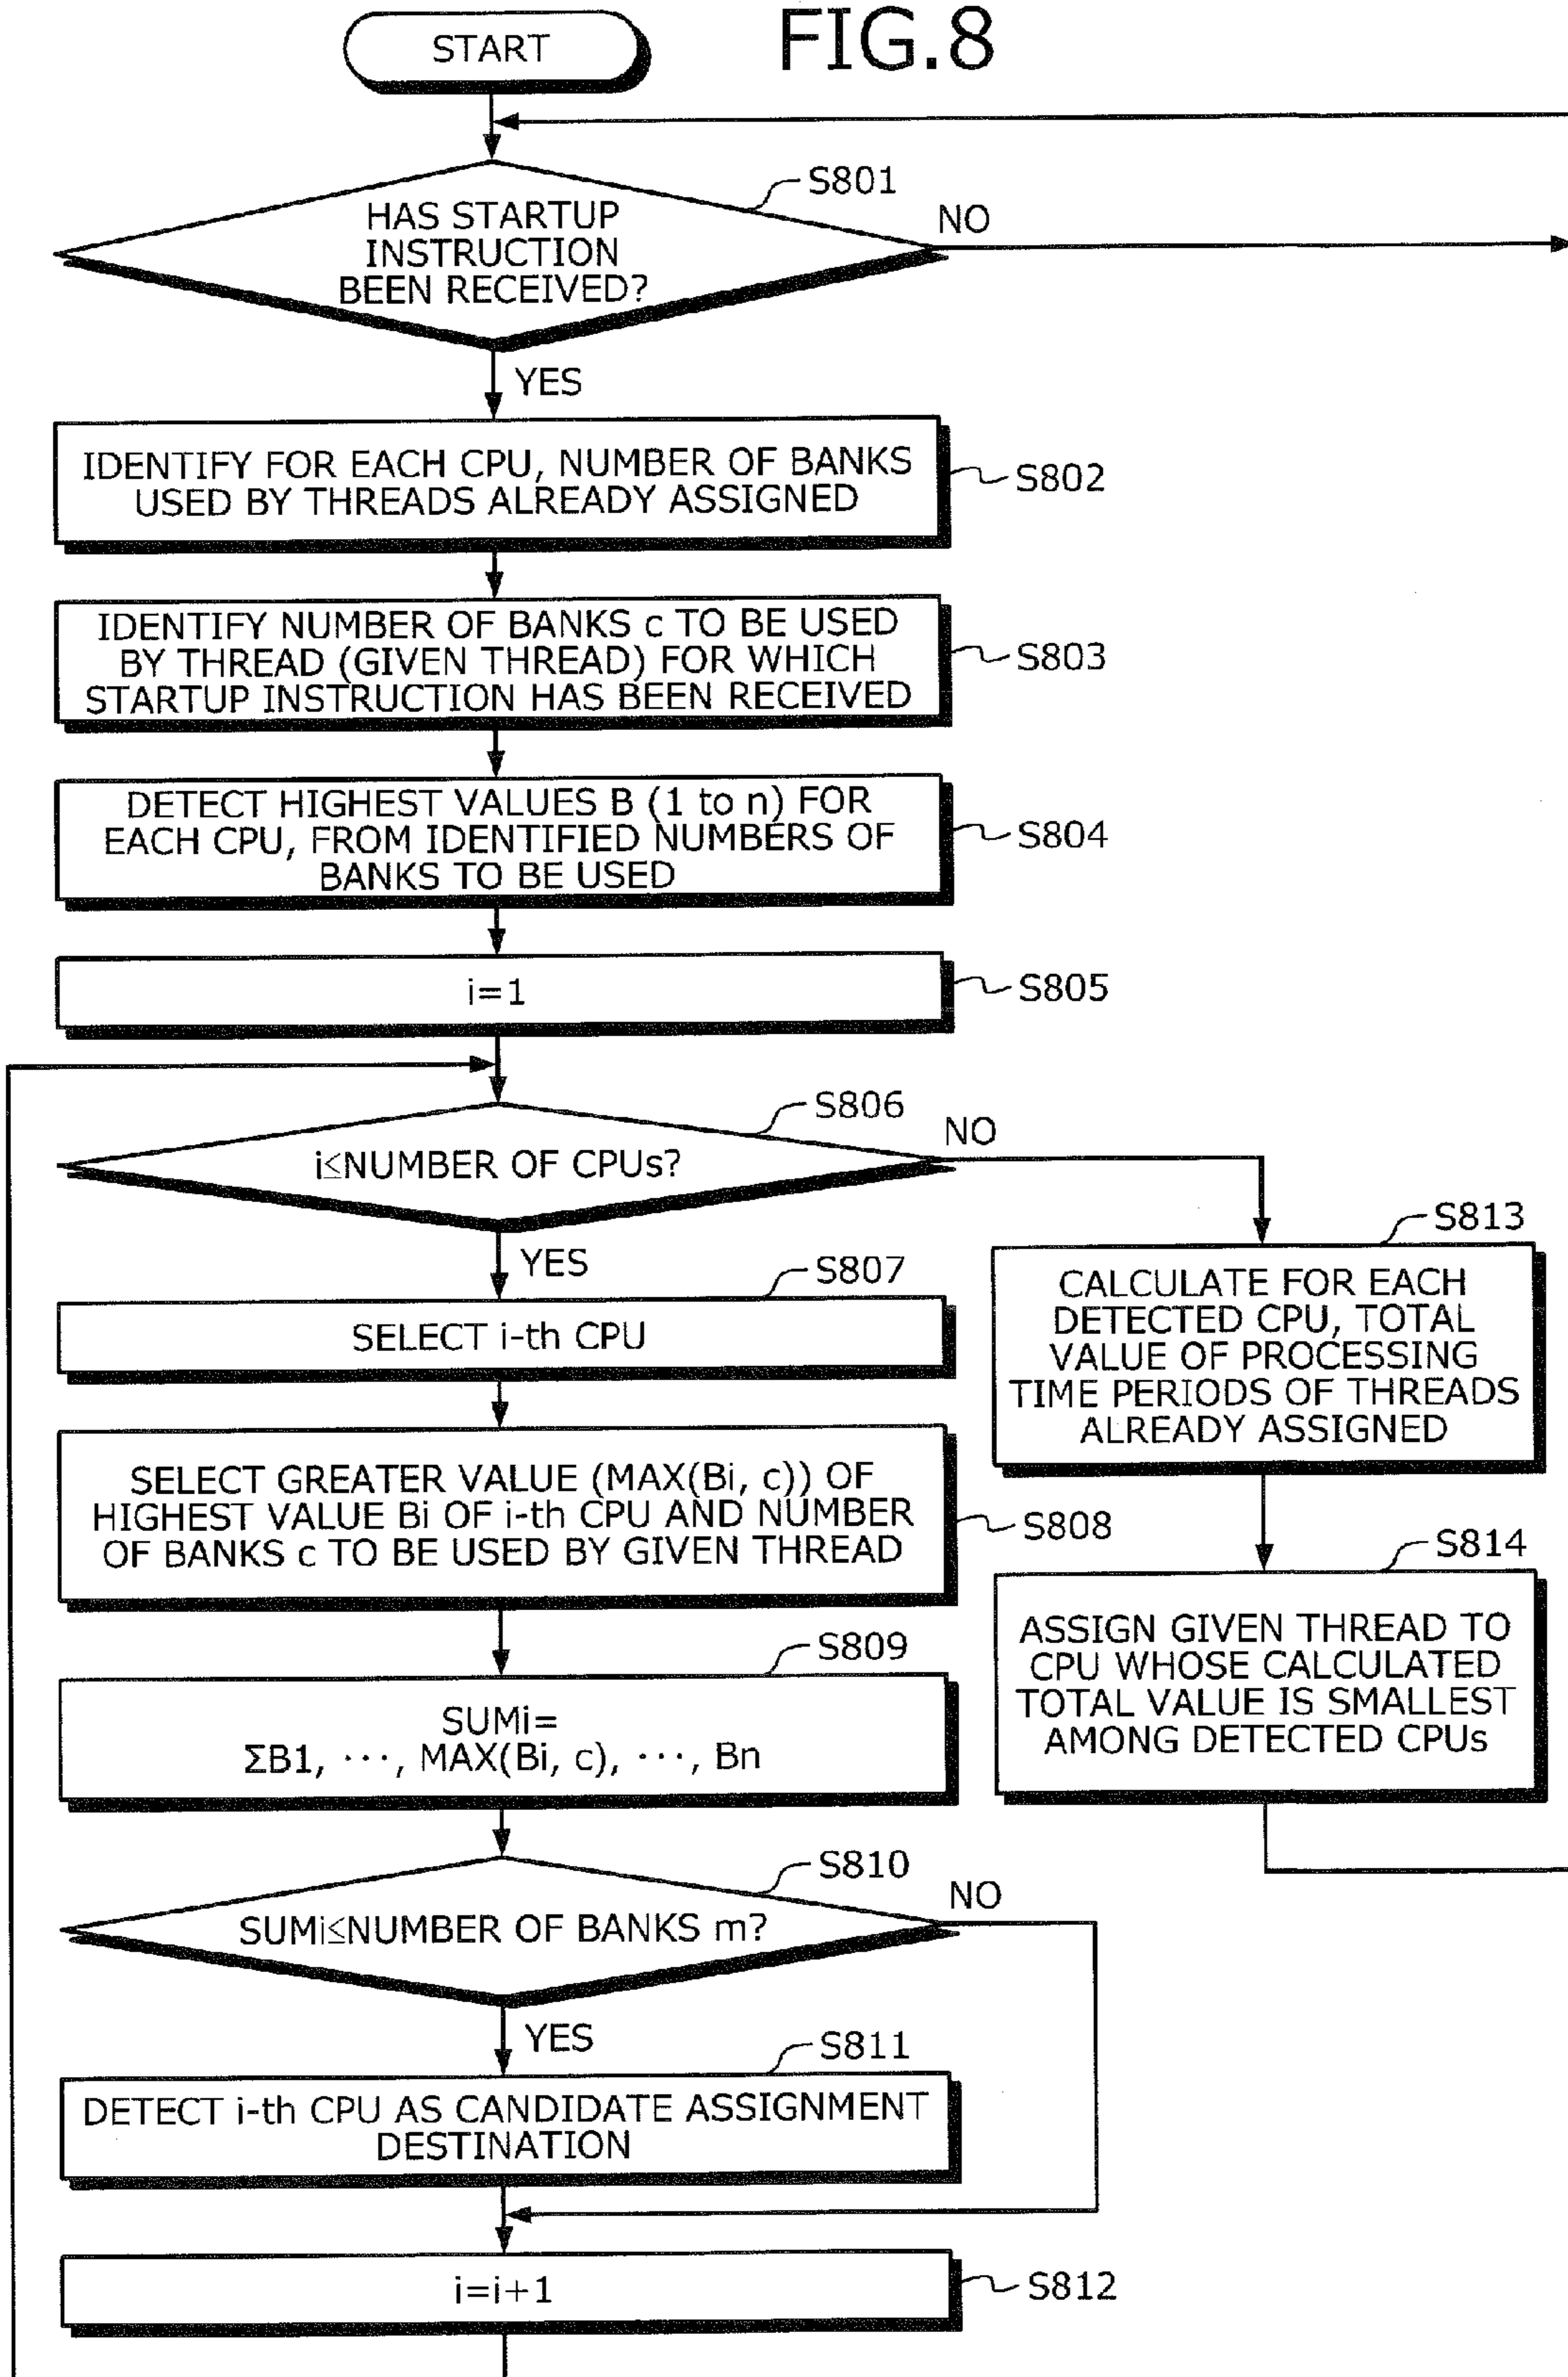 FIG.8
START
S801
HAS STARTUP
INSTRUCTION
BEEN RECEIVED?
NO
YES
IDENTIFY FOR EACH CPU, NUMBER OF BANKS
USED BY THREADS ALREADY ASSIGNED
S802
IDENTIFY NUMBER OF BANKS c TO BE USED
BY THREAD (GIVEN THREAD) FOR WHICH
STARTUP INSTRUCTION HAS BEEN RECEIVED
S803
DETECT HIGHEST VALUES B (1 to n) FOR
EACH CPU, FROM IDENTIFIED NUMBERS OF
BANKS TO BE USED
S804
i=1
S805
S806
i≤NUMBER OF CPUs?
NO
YES
S807
SELECT i-th CPU
SELECT GREATER VALUE (MAX(Bi, c)) OF
HIGHEST VALUE Bi OF i-th CPU AND NUMBER
OF BANKS c TO BE USED BY GIVEN THREAD
S808
S809
SUMi=
ΣB1, ···, MAX(Bi, c), ···, Bn
S810
SUMi≤NUMBER OF BANKS m?
NO
YES
S811
DETECT i-th CPU AS CANDIDATE ASSIGNMENT
DESTINATION
i=i+1
S812
S813
CALCULATE FOR EACH
DETECTED CPU, TOTAL
VALUE OF PROCESSING
TIME PERIODS OF THREADS
ALREADY ASSIGNED
S814
ASSIGN GIVEN THREAD TO
CPU WHOSE CALCULATED
TOTAL VALUE IS SMALLEST
AMONG DETECTED CPUs